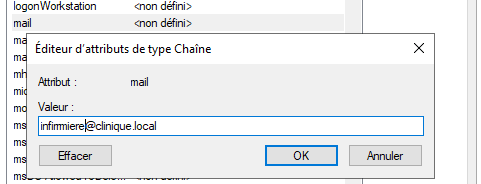 logonWorkstation <non défini>
mail <non défini>
Éditeur d'attributs de type Chaîne
Attribut : mail
Valeur :
infirmiere@clinique.local
Effacer OK Annuler